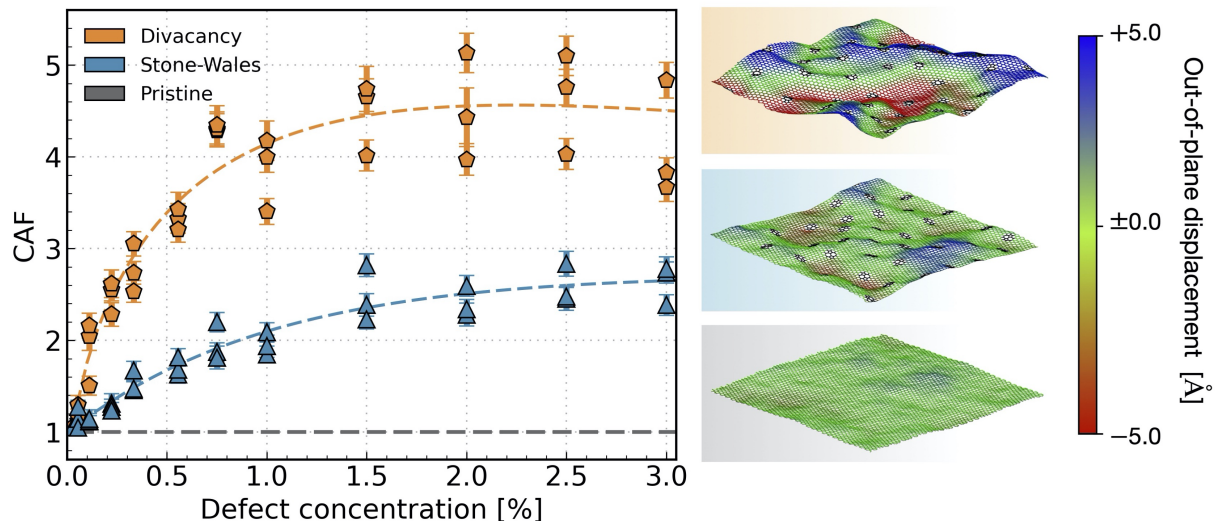 Divacancy
Stone-Wales
Pristine
CAF
5
4
3
2
1
0.0 0.5 1.0 1.5 2.0 2.5 3.0
Defect concentration [%]
+5.0
±0.0
−5.0
Out-of-plane displacement [Å]